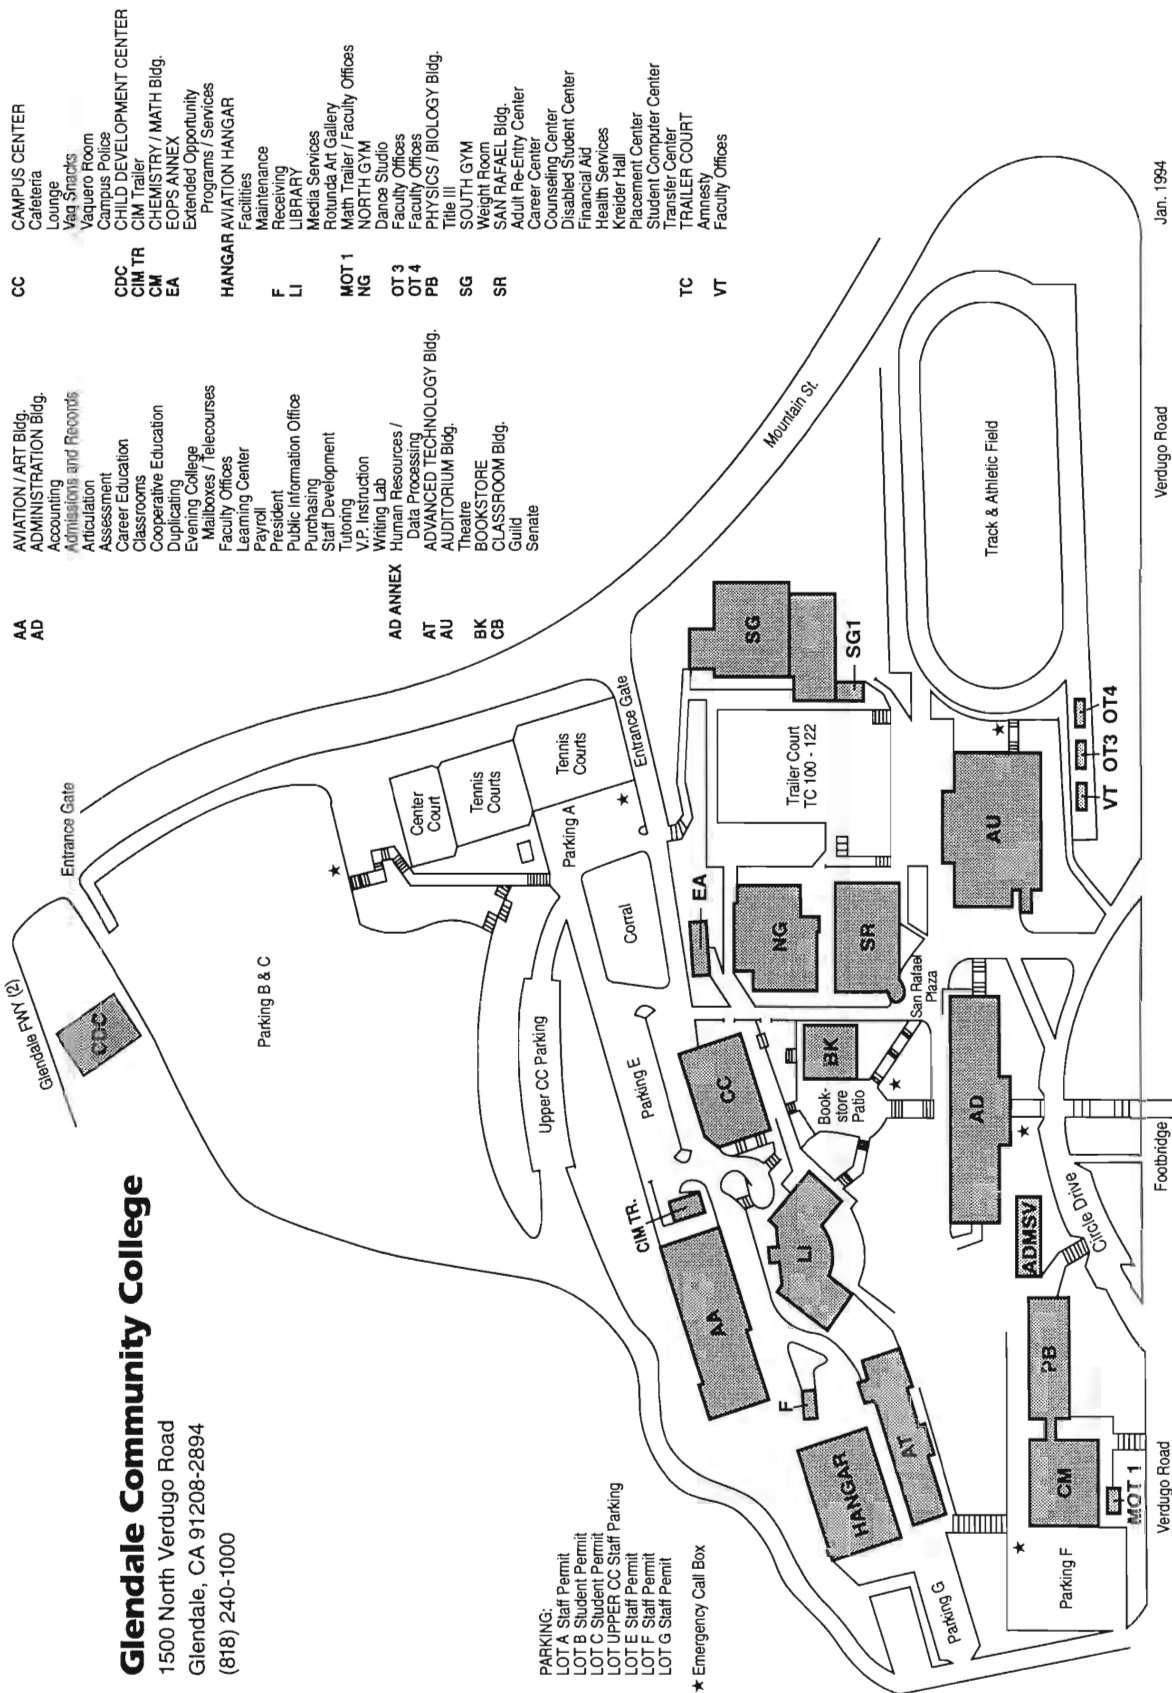 Glendale Community College
1500 North Verdugo Road
Glendale, CA 91208-2894
(818) 240-1000
AA AVIATION / ART Bldg.
AD ADMINISTRATION Bldg.
Accounting
Admissions and Records
Articulation
Assessment
Career Education
Classrooms
Cooperative Education
Duplicating
Evening College
Mailboxes / Telecourses
Faculty Offices
Learning Center
Payroll
President
Public Information Office
Purchasing
Staff Development
Tutoring
V.P. Instruction
Writing Lab
AD ANNEX Human Resources /
Data Processing
AT ADVANCED TECHNOLOGY Bldg.
AU AUDITORIUM Bldg.
Theatre
BK BOOKSTORE
CB CLASSROOM Bldg.
Guild
Senate
CC CAMPUS CENTER
Cafeteria
Lounge
Vaq Snacks
Vaquero Room
Campus Police
CDC CHILD DEVELOPMENT CENTER
CIM TR CIM Trailer
CM CHEMISTRY / MATH Bldg.
EA EOPS ANNEX
Extended Opportunity
Programs / Services
HANGAR AVIATION HANGAR
Facilities
Maintenance
F Receiving
LI LIBRARY
Media Services
Rotunda Art Gallery
MOT 1 Math Trailer / Faculty Offices
NG NORTH GYM
Dance Studio
OT 3 Faculty Offices
OT 4 Faculty Offices
PB PHYSICS / BIOLOGY Bldg.
Title III
SG SOUTH GYM
Weight Room
SR SAN RAFAEL Bldg.
Adult Re-Entry Center
Career Center
Counseling Center
Disabled Student Center
Financial Aid
Health Services
Kreider Hall
Placement Center
Student Computer Center
Transfer Center
TC TRAILER COURT
Amnesty
VT Faculty Offices
Glendale FWY (2)
Entrance Gate
CDC
Parking B & C
Center
Court
Tennis
Courts
Tennis
Courts
Upper CC Parking
Parking A
Entrance Gate
Mountain St.
Corral
Parking E
CIM TR.
AA
CC
EA
NG
SG
SG1
Trailer Court
TC 100 - 122
F
LI
BK
Book-
store
Patio
SR
San Rafael
Plaza
HANGAR
AT
AD
AU
Track & Athletic Field
Parking G
ADMSV
PB
CM
MOT 1
Parking F
Circle Drive
VT
OT3
OT4
Verdugo Road
Footbridge
Verdugo Road
PARKING:
LOT A Staff Permit
LOT B Student Permit
LOT C Student Permit
LOT UPPER CC Staff Parking
LOT E Staff Permit
LOT F Staff Permit
LOT G Staff Pemit
★ Emergency Call Box
Jan. 1994